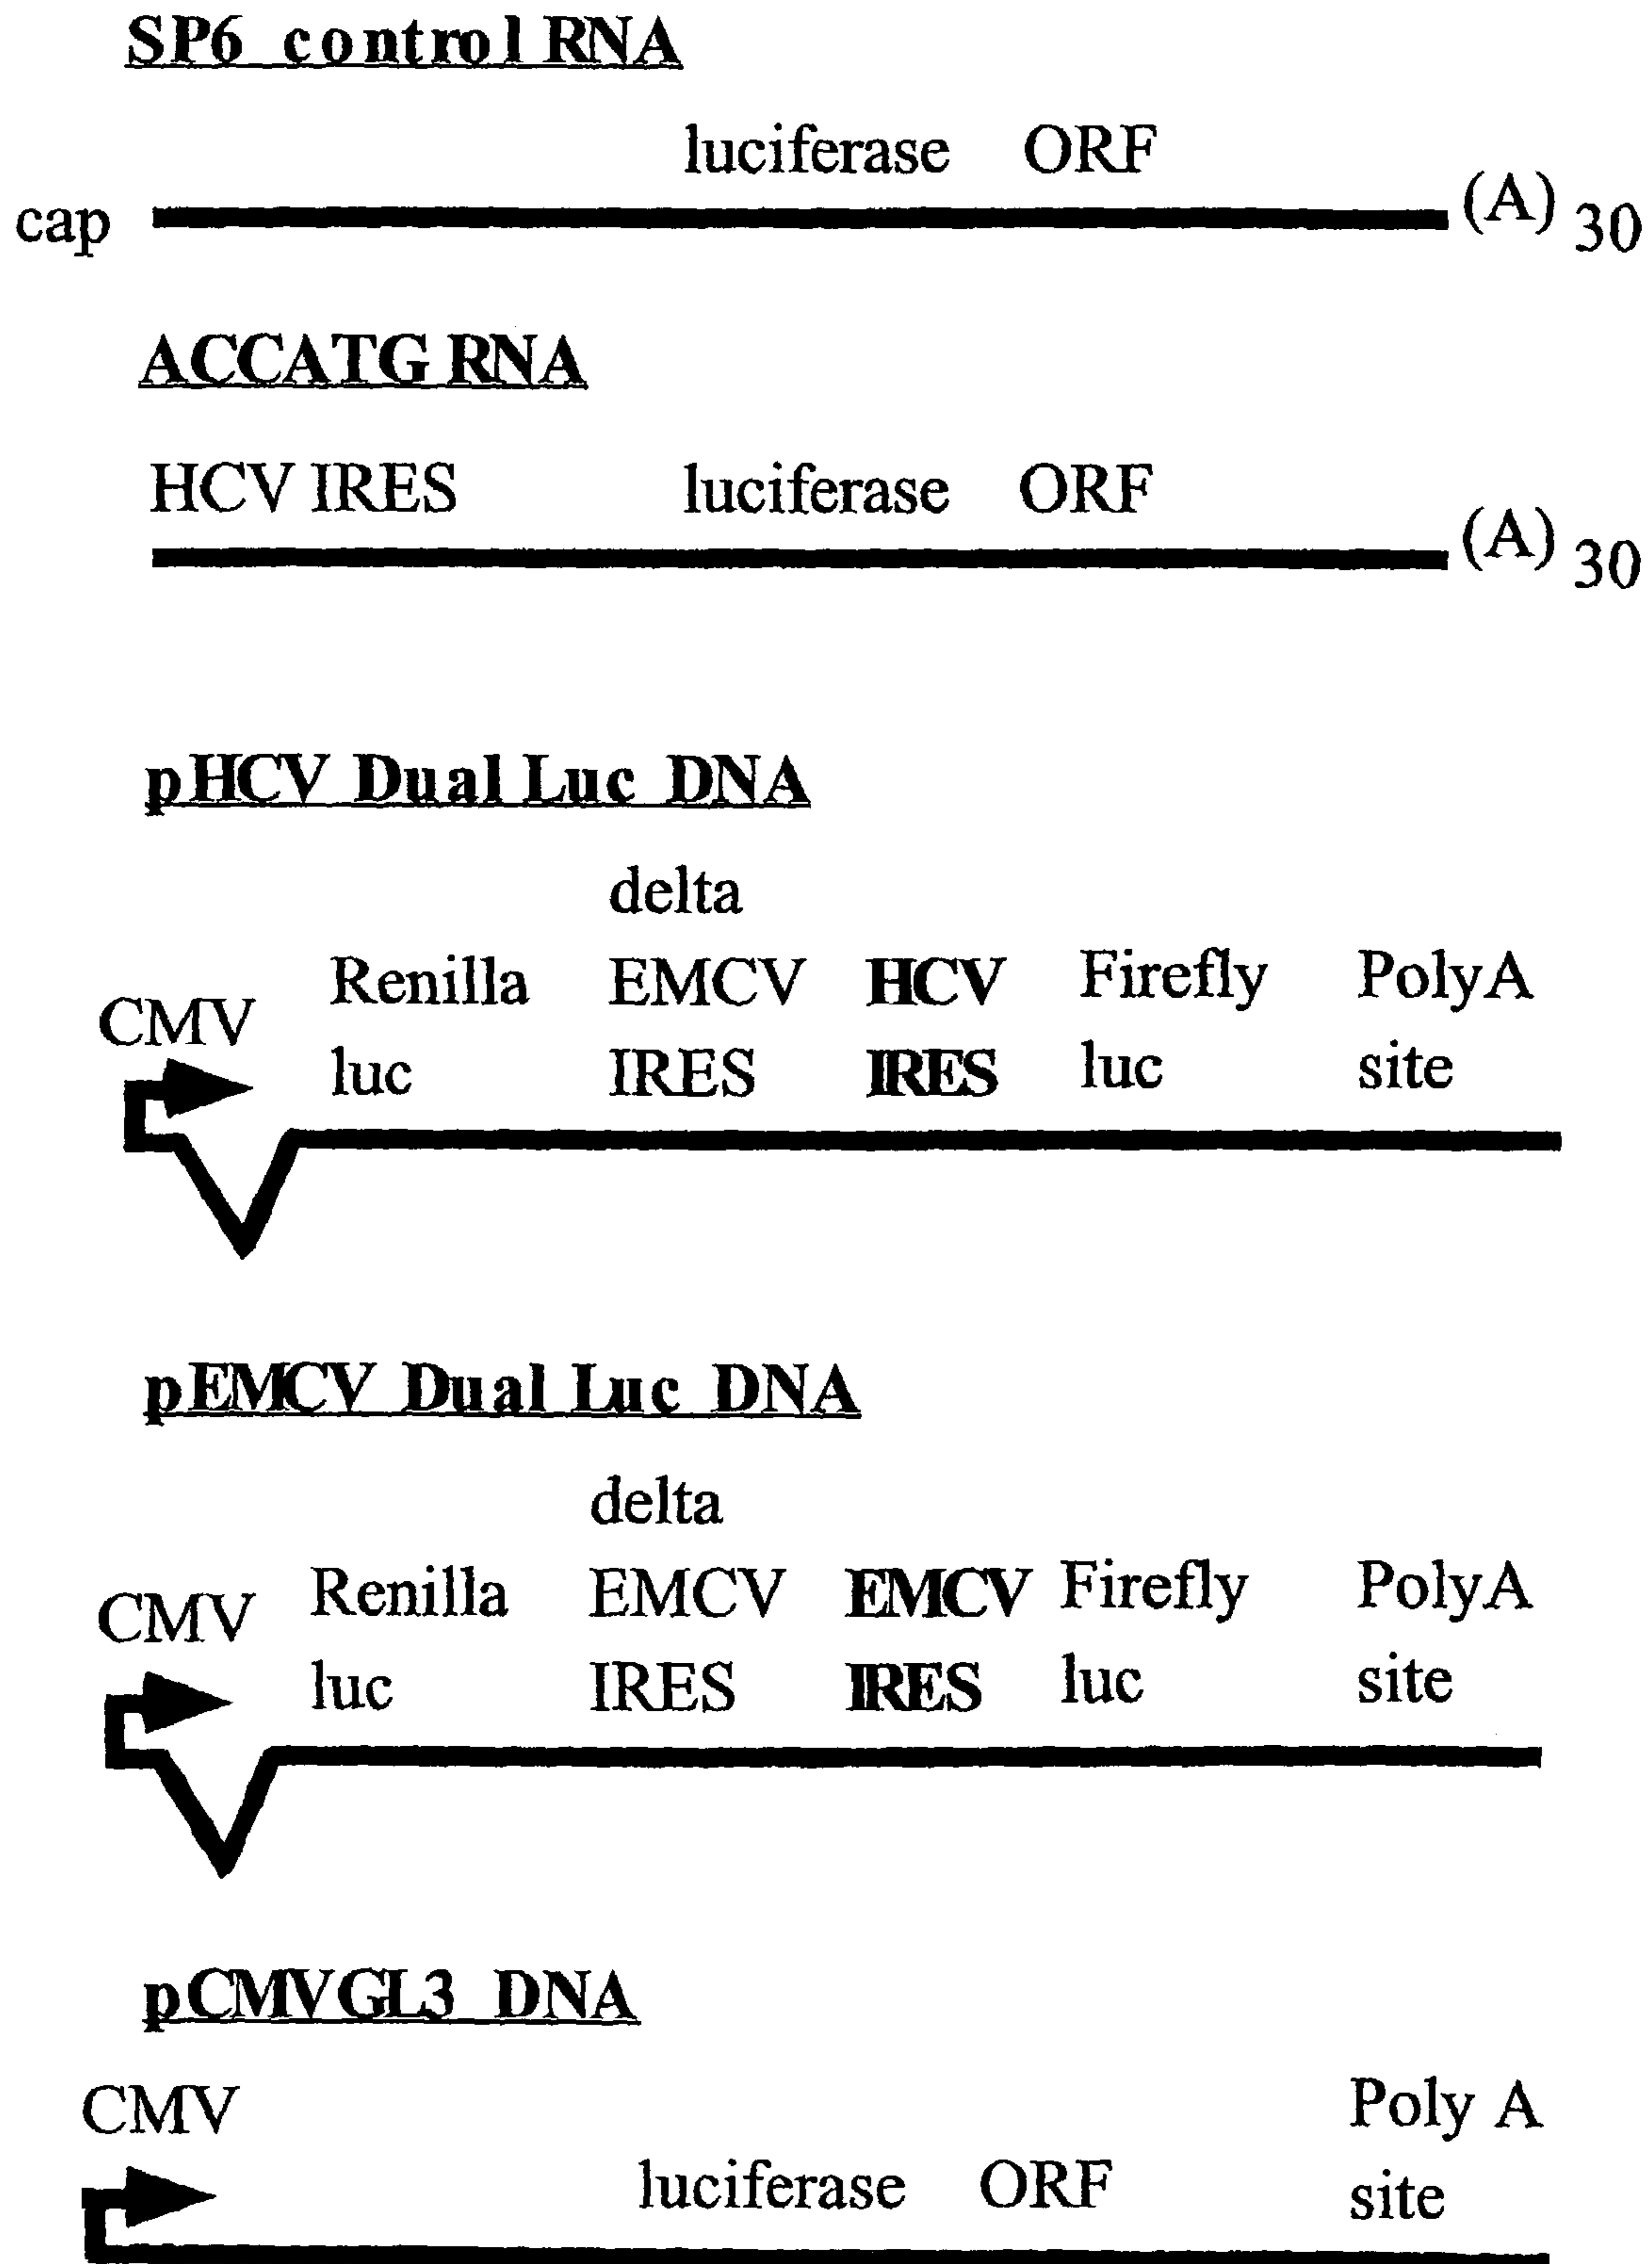 SP6 control RNA
luciferase ORF
cap (A) 30
ACCATG RNA
HCV IRES luciferase ORF
(A) 30
pHCV Dual Luc DNA
delta
CMV Renilla EMCV HCV Firefly PolyA
luc IRES IRES luc site
pEMCV Dual Luc DNA
delta
CMV Renilla EMCV EMCV Firefly PolyA
luc IRES IRES luc site
pCMVGL3 DNA
CMV Poly A
luciferase ORF site